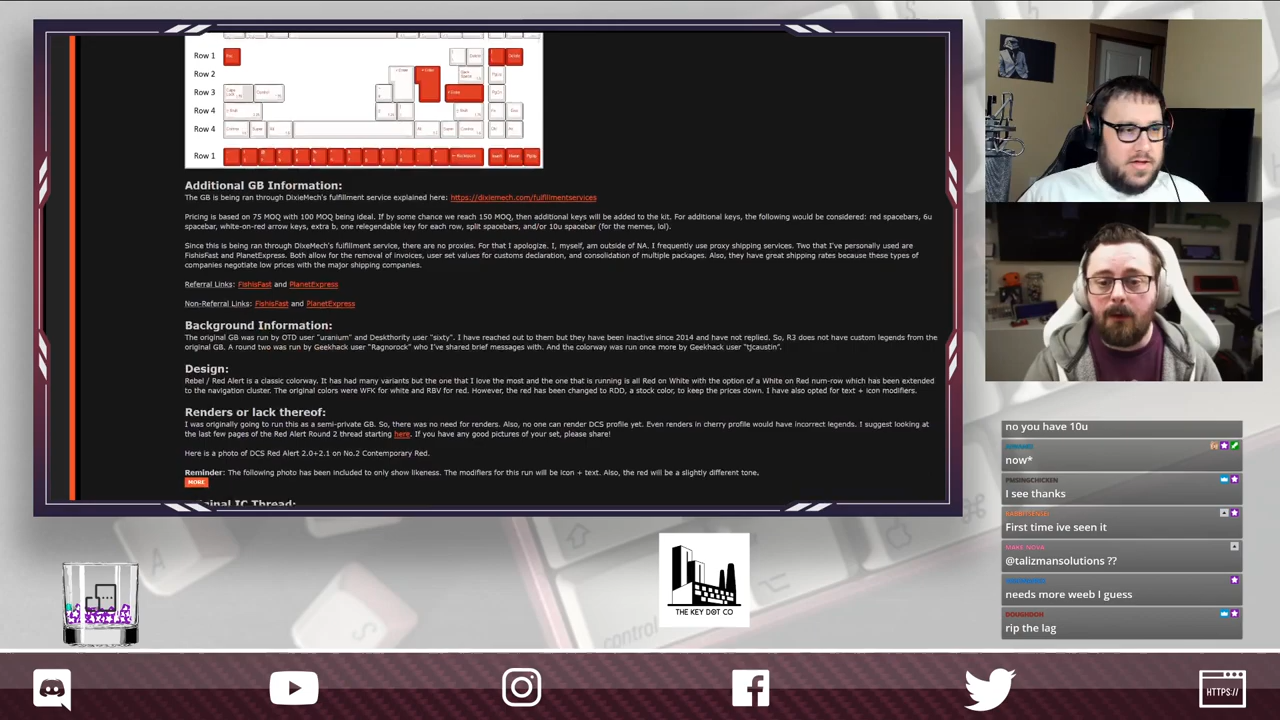 Row 1
Row 2
Row 3
Row 4
Row 4
Row 1
Additional GB Information:
The GB is being ran through DixieMech's fulfillment service explained here: https://dixiemech.com/fulfillmentservices
Pricing is based on 75 MOQ with 100 MOQ being ideal. If by some chance we reach 150 MOQ, then additional keys will be added to the kit. For additional keys, the following would be considered: red spacebars, 6u
spacebar, white-on-red arrow keys, extra b, one relegendable key for each row, split spacebars, and/or 10u spacebar (for the memes, lol).
Since this is being ran through DixeMech's fulfillment service, there are no proxies. For that I apologize. I, myself, am outside of NA. I frequently use proxy shipping services. Two that I've personally used are
FishisFast and PlanetExpress. Both allow for the removal of invoices, user set values for customs declaration, and consolidation of multiple packages. Also, they have great shipping rates because these types of
companies negotiate low prices with the major shipping companies.
Referral Links: FishisFast and PlanetExpress
Non-Referral Links: FishisFast and PlanetExpress
Background Information:
The original GB was run by OTD user "uranium" and Deskthority user "sixty". I have reached out to them but they have been inactive since 2014 and have not replied. So, R3 does not have custom legends from the
original GB. A round two was run by Geekhack user "Ragnorock" who I've shared brief messages with. And the colorway was run once more by Geekhack user "tjcaustin".
Design:
Rebel / Red Alert is a classic colorway. It has had many variants but the one that I love the most and the one that is running is all Red on White with the option of a White on Red num-row which has been extended
to the navigation cluster. The original colors were WFK for white and RBV for red. However, the red has been changed to RDD, a stock color, to keep the prices down. I have also opted for text + icon modifiers.
Renders or lack thereof:
I was originally going to run this as a semi-private GB. So, there was no need for renders. Also, no one can render DCS profile yet. Even renders in cherry profile would have incorrect legends. I suggest looking at
the last few pages of the Red Alert Round 2 thread starting here. If you have any good pictures of your set, please share!
Here is a photo of DCS Red Alert 2.0+2.1 on No.2 Contemporary Red.
Reminder: The following photo has been included to only show likeness. The modifiers for this run will be icon + text. Also, the red will be a slightly different tone.
MORE
Original IC Thread:
no you have 10u
now*
PMSINGCHICKEN
I see thanks
First time ive seen it
MAKE NOVA
@talizmansolutions ??
needs more weeb I guess
DOUGHDOH
rip the lag
THE KEY DOT CO
control
HTTPS://